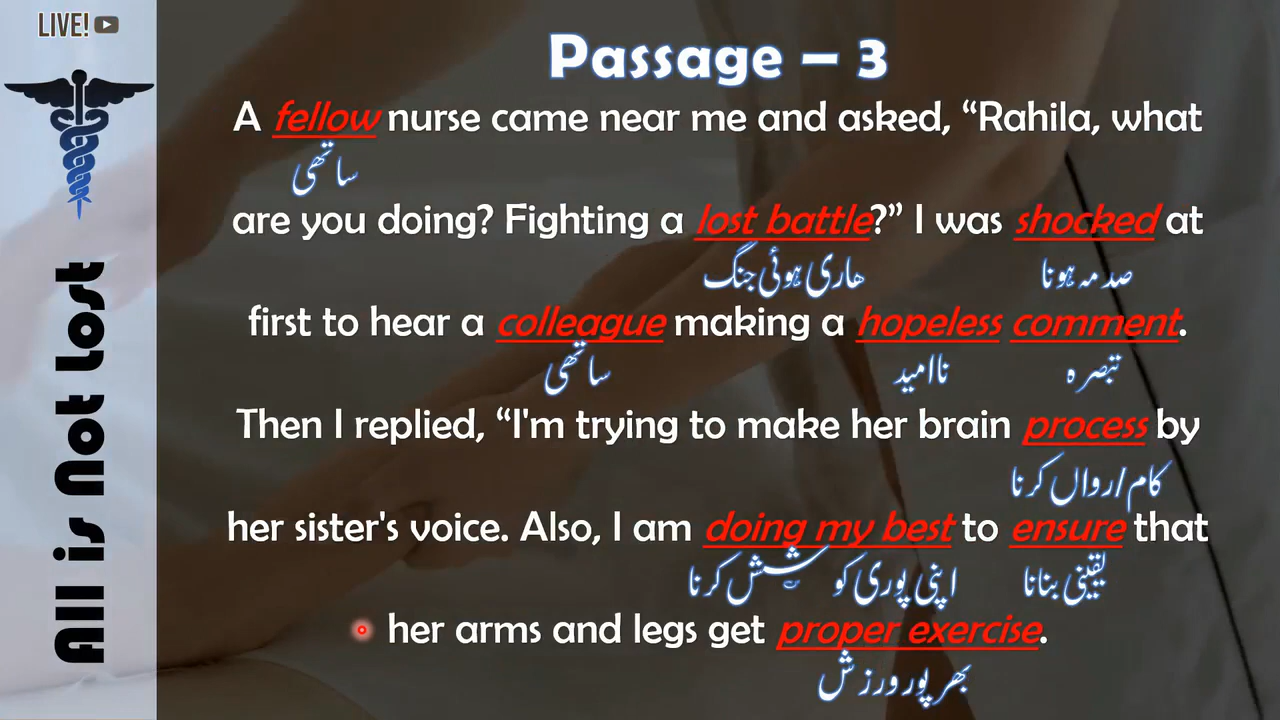 LIVE!
All is Not Lost
Passage – 3
A fellow nurse came near me and asked, “Rahila, what
ساتھی
are you doing? Fighting a lost battle?” I was shocked at
ھاری ہوئی جنگ صدمہ ہونا
first to hear a colleague making a hopeless comment.
ساتھی ناامید تبصرہ
Then I replied, “I'm trying to make her brain process by
کام/رواں کرنا
her sister's voice. Also, I am doing my best to ensure that
اپنی پوری کوشش کرنا یقینی بنانا
her arms and legs get proper exercise.
بھرپور ورزش